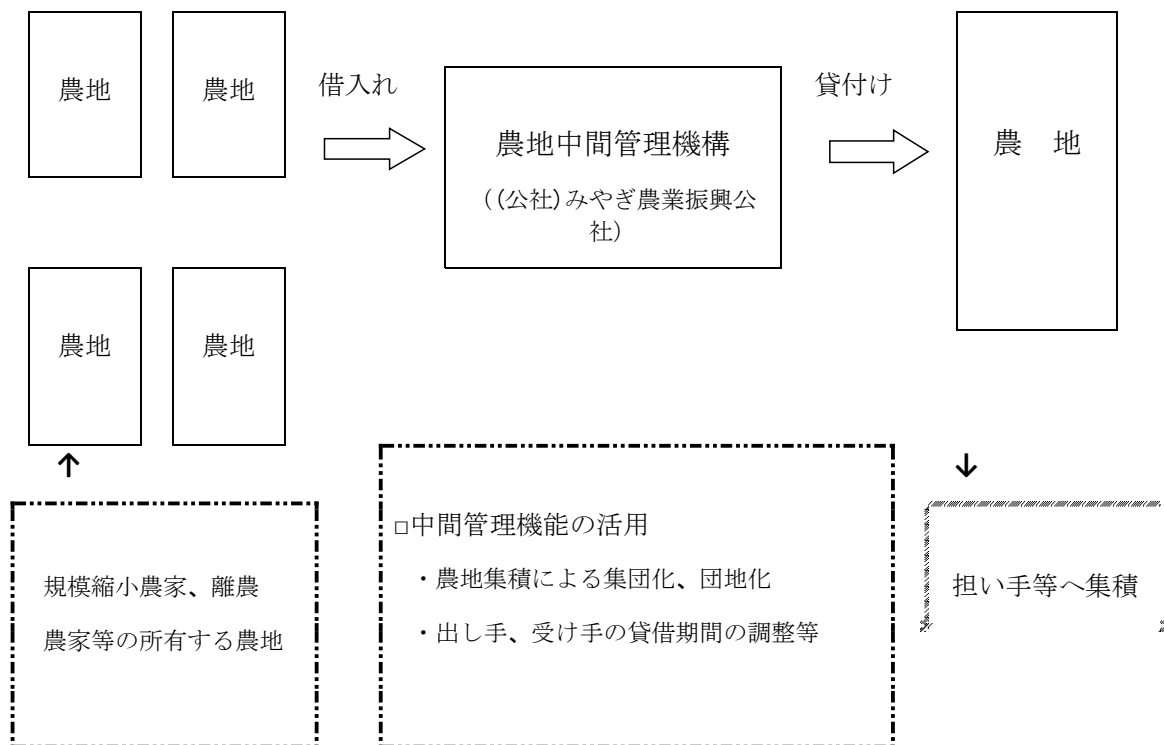 農地
農地
借入れ
貸付け
農地中間管理機構
((公社)みやぎ農業振興公
社)
農　地
農地
農地
↑
↓
規模縮小農家、離農
農家等の所有する農地
□中間管理機能の活用
・農地集積による集団化、団地化
・出し手、受け手の貸借期間の調整等
担い手等へ集積